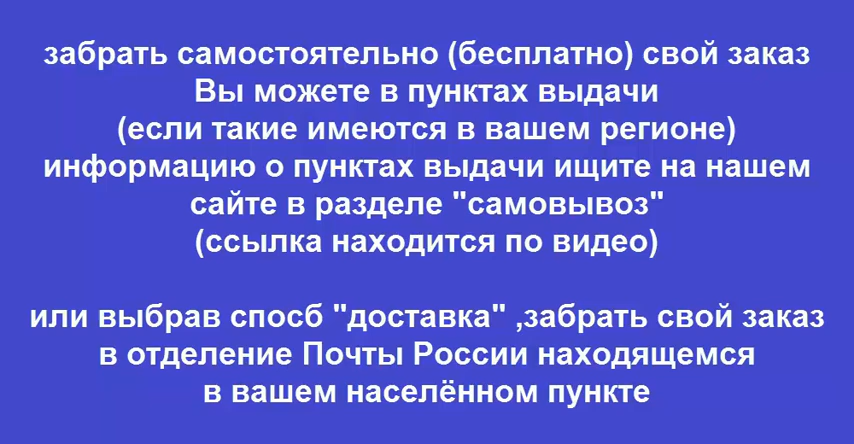 забрать самостоятельно (бесплатно) свой заказ
Вы можете в пунктах выдачи
(если такие имеются в вашем регионе)
информацию о пунктах выдачи ищите на нашем
сайте в разделе "самовывоз"
(ссылка находится по видео)
или выбрав спосб "доставка" ,забрать свой заказ
в отделение Почты России находящемся
в вашем населённом пункте